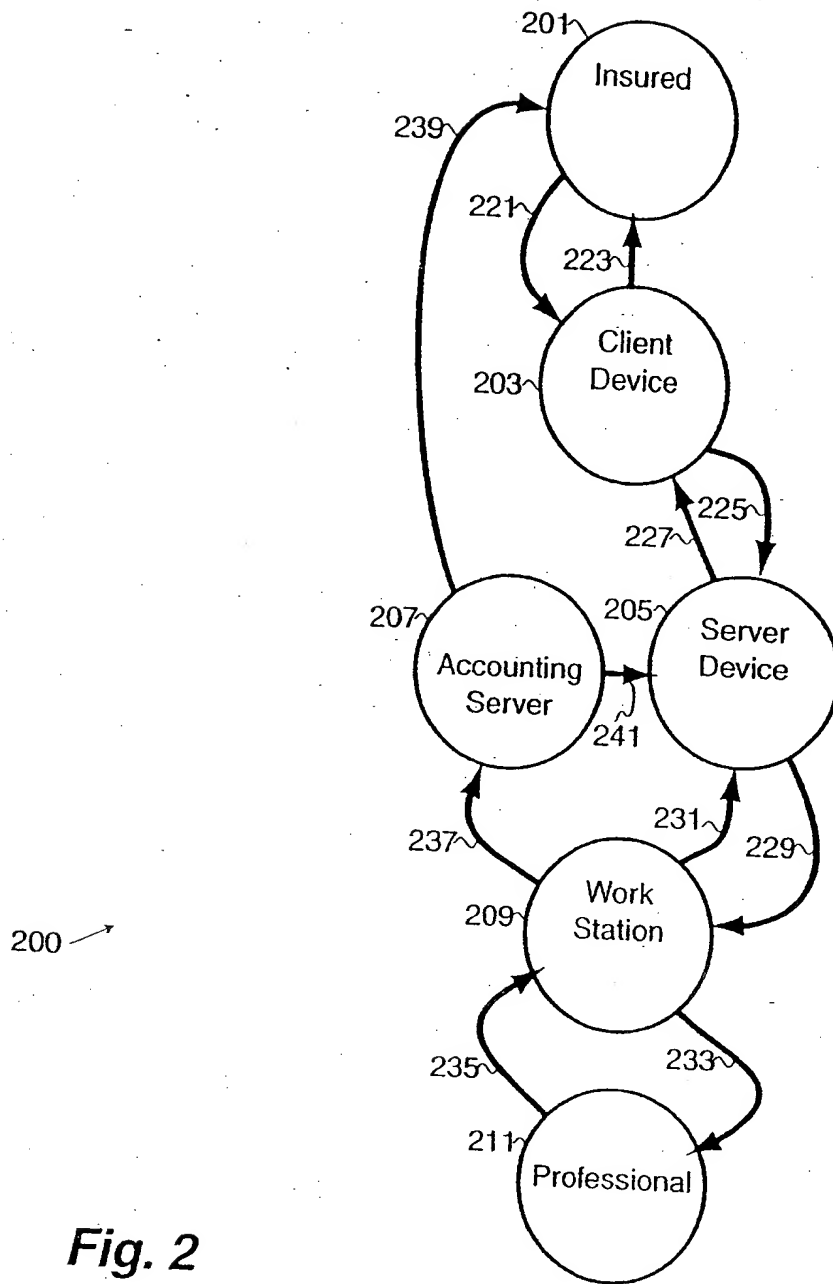 201
Insured
239
221
223
Client
Device
203
225
227
207
205
Server
Device
Accounting
Server
241
237
231
229
Work
Station
209
200
235
233
211
Professional
Fig. 2